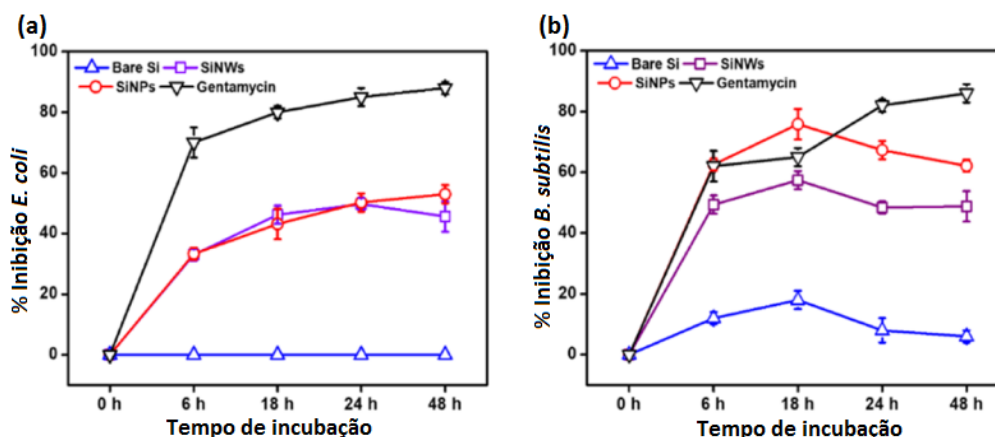 (a)
% Inibição E. coli
100
80
60
40
20
0
Bare Si
SiNWs
SiNPs
Gentamycin
0 h
6 h
18 h
24 h
48 h
Tempo de incubação
(b)
% Inibição B. subtilis
100
80
60
40
20
0
Bare Si
SiNWs
SiNPs
Gentamycin
0 h
6 h
18 h
24 h
48 h
Tempo de incubação